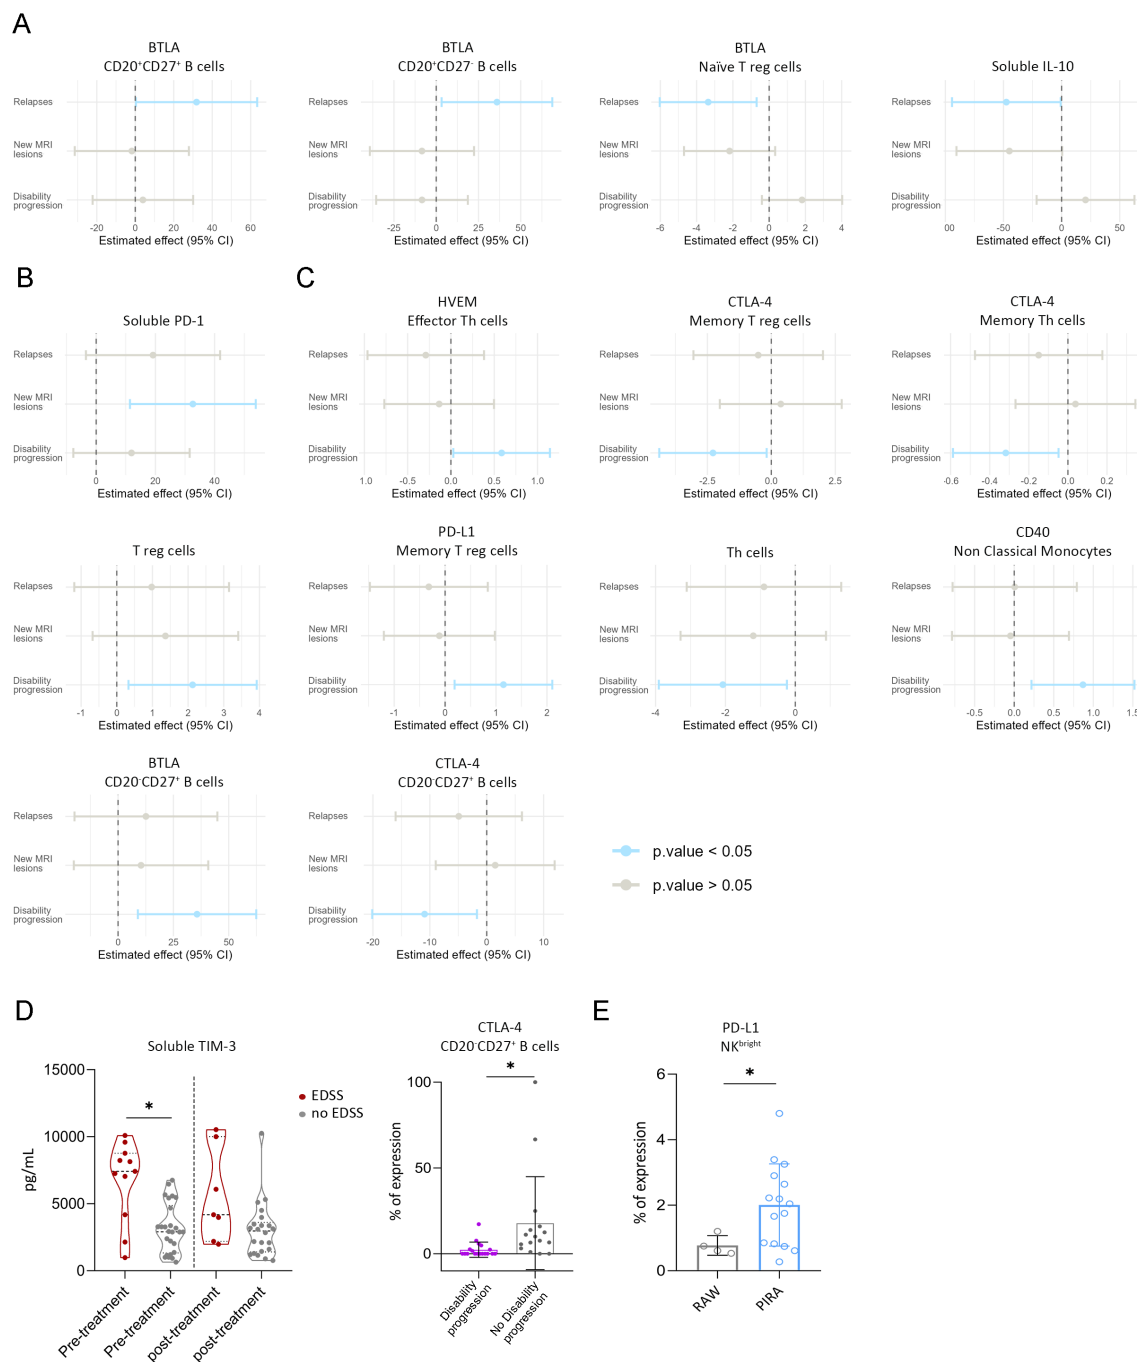 A
BTLA
CD20⁺CD27⁺ B cells
Relapses
New MRI
lesions
Disability
progression
-20 0 20 40 60
Estimated effect (95% CI)
BTLA
CD20⁺CD27⁻ B cells
Relapses
New MRI
lesions
Disability
progression
-25 0 25 50
Estimated effect (95% CI)
BTLA
Naïve T reg cells
Relapses
New MRI
lesions
Disability
progression
-6 -4 -2 0 2 4
Estimated effect (95% CI)
Soluble IL-10
Relapses
New MRI
lesions
Disability
progression
00 -50 0 50
Estimated effect (95% CI)
B
Soluble PD-1
Relapses
New MRI
lesions
Disability
progression
0 20 40
Estimated effect (95% CI)
C
HVEM
Effector Th cells
Relapses
New MRI
lesions
Disability
progression
1.0 -0.5 0.0 0.5 1.0
Estimated effect (95% CI)
CTLA-4
Memory T reg cells
Relapses
New MRI
lesions
Disability
progression
-2.5 0.0 2.5
Estimated effect (95% CI)
CTLA-4
Memory Th cells
Relapses
New MRI
lesions
Disability
progression
-0.6 -0.4 -0.2 0.0 0.2
Estimated effect (95% CI)
T reg cells
Relapses
New MRI
lesions
Disability
progression
-1 0 1 2 3 4
Estimated effect (95% CI)
PD-L1
Memory T reg cells
Relapses
New MRI
lesions
Disability
progression
-1 0 1 2
Estimated effect (95% CI)
Th cells
Relapses
New MRI
lesions
Disability
progression
-4 -2 0
Estimated effect (95% CI)
CD40
Non Classical Monocytes
Relapses
New MRI
lesions
Disability
progression
-0.5 0.0 0.5 1.0 1.5
Estimated effect (95% CI)
BTLA
CD20⁻CD27⁺ B cells
Relapses
New MRI
lesions
Disability
progression
0 25 50
Estimated effect (95% CI)
CTLA-4
CD20⁻CD27⁺ B cells
Relapses
New MRI
lesions
Disability
progression
-20 -10 0 10
Estimated effect (95% CI)
p.value < 0.05
p.value > 0.05
D
Soluble TIM-3
pg/mL
15000
10000
5000
0
*
EDSS
no EDSS
Pre-treatment
Pre-treatment
post-treatment
post-treatment
CTLA-4
CD20⁻CD27⁺ B cells
% of expression
100
50
0
*
Disability
progression
No Disability
progression
E
PD-L1
NKbright
% of expression
6
4
2
0
*
RAW
PIRA